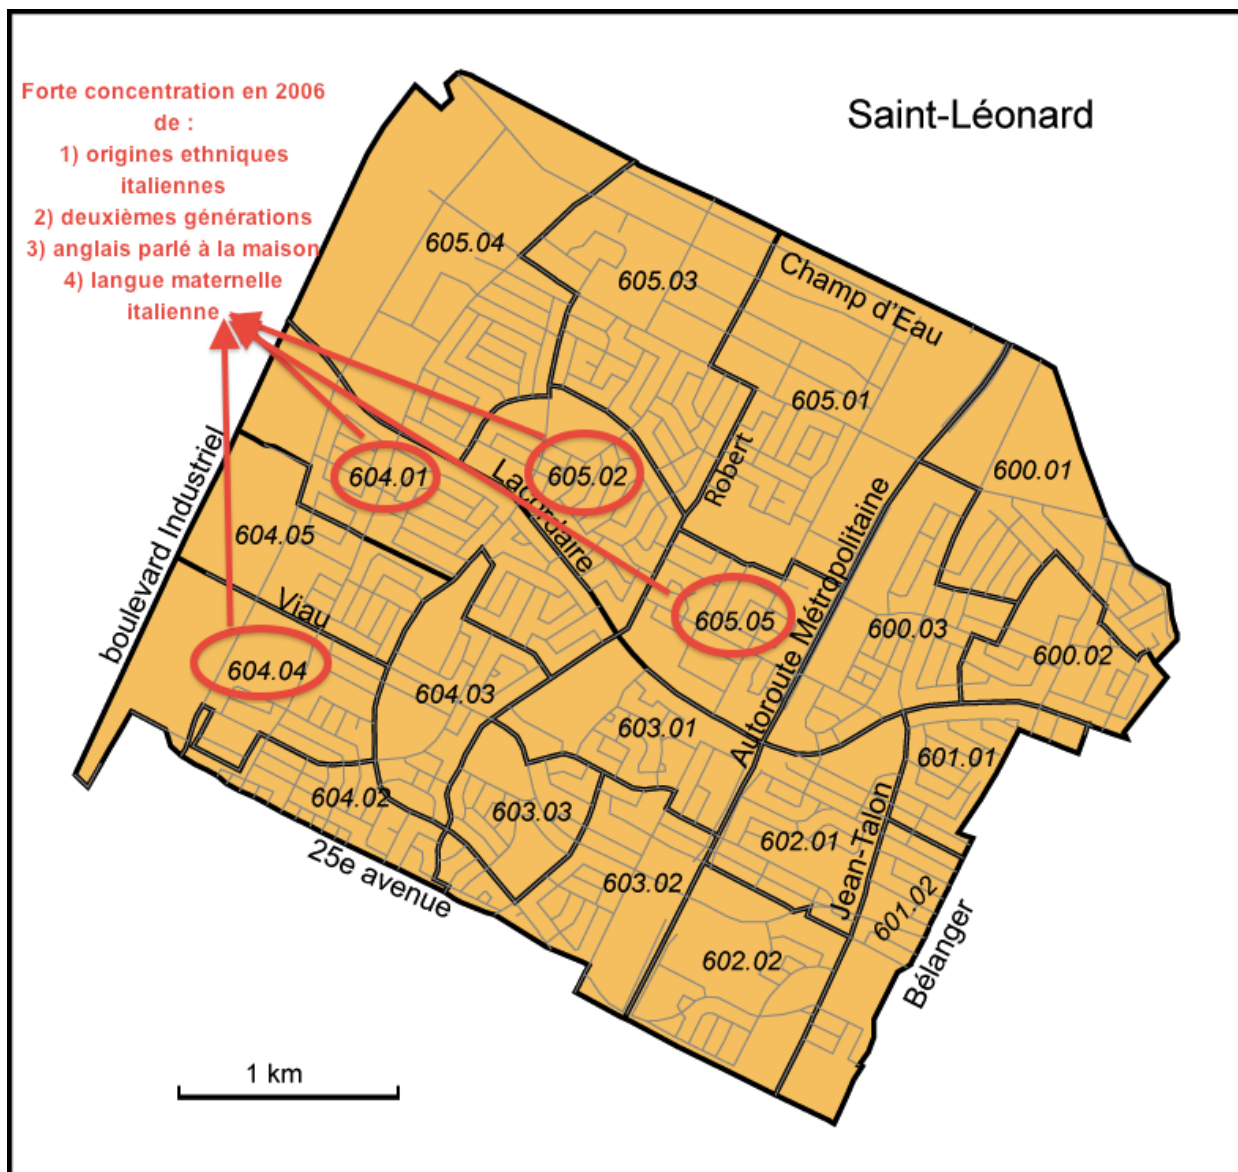 Saint-Léonard
Forte concentration en 2006
de :
1) origines ethniques
italiennes
2) deuxièmes générations
3) anglais parlé à la maison
4) langue maternelle
italienne
605.04
605.03
Champ d'Eau
605.01
600.01
boulevard Industriel
604.01
605.02
Lacordaire
Robert
604.05
Viau
605.05
Autoroute Métropolitaine
600.03
600.02
604.04
604.03
603.01
601.01
604.02
603.03
602.01
Jean-Talon
25e avenue
603.02
601.02
602.02
Bélanger
1 km